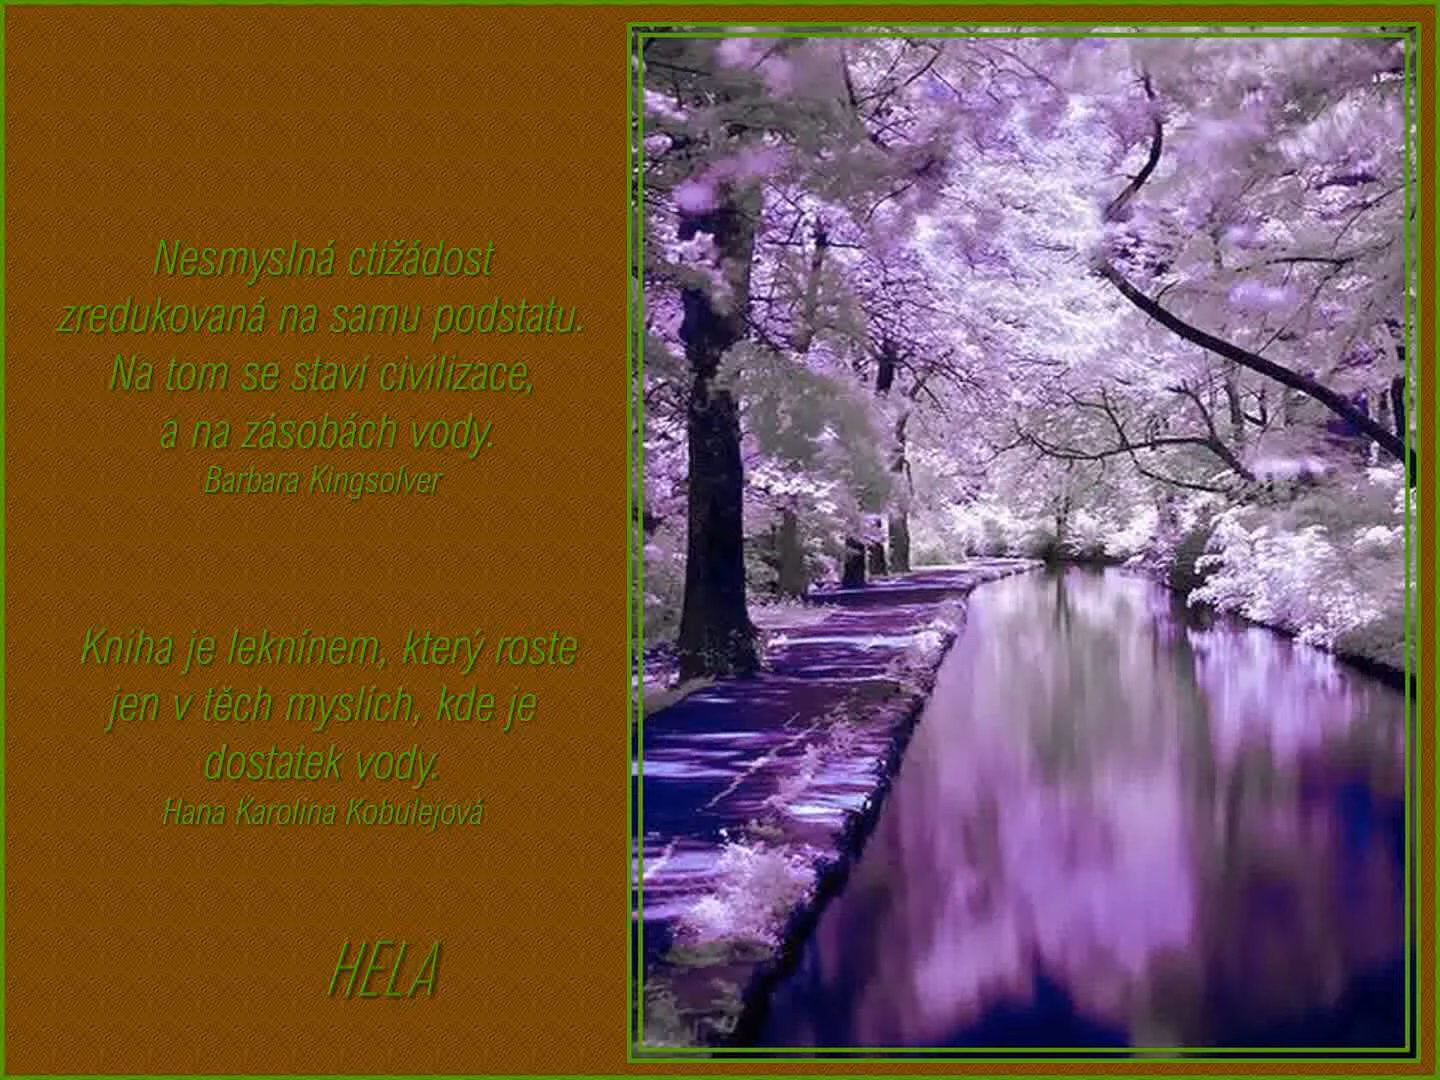 Nesmyslná ctižádost
zredukovaná na samu podstatu.
Na tom se staví civilizace,
a na zásobách vody.
Barbara Kingsolver
Kniha je leknínem, který roste
jen v těch myslích, kde je
dostatek vody.
Hana Karolina Kobulejová
HELA